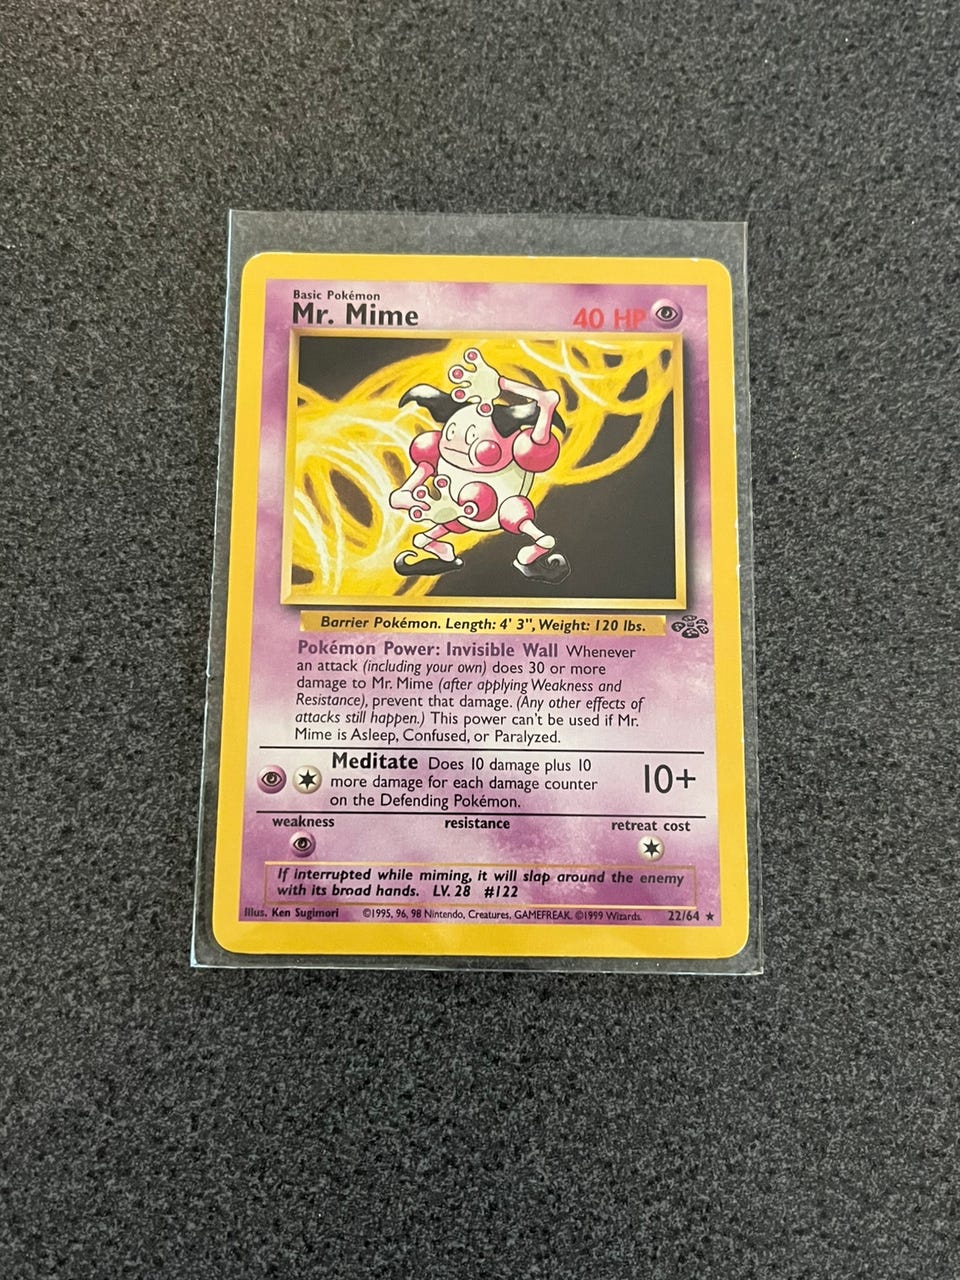 Basic Pokémon
Mr. Mime 40 HP
Barrier Pokémon. Length: 4' 3", Weight: 120 lbs.
Pokémon Power: Invisible Wall Whenever
an attack (including your own) does 30 or more
damage to Mr. Mime (after applying Weakness and
Resistance), prevent that damage. (Any other effects of
attacks still happen.) This power can't be used if Mr.
Mime is Asleep, Confused, or Paralyzed.
Meditate Does 10 damage plus 10
more damage for each damage counter
on the Defending Pokémon.
10+
weakness resistance retreat cost
If interrupted while miming, it will slap around the enemy
with its broad hands. LV. 28 #122
Illus. Ken Sugimori ©1995, 96, 98 Nintendo, Creatures, GAMEFREAK. ©1999 Wizards. 22/64 ★